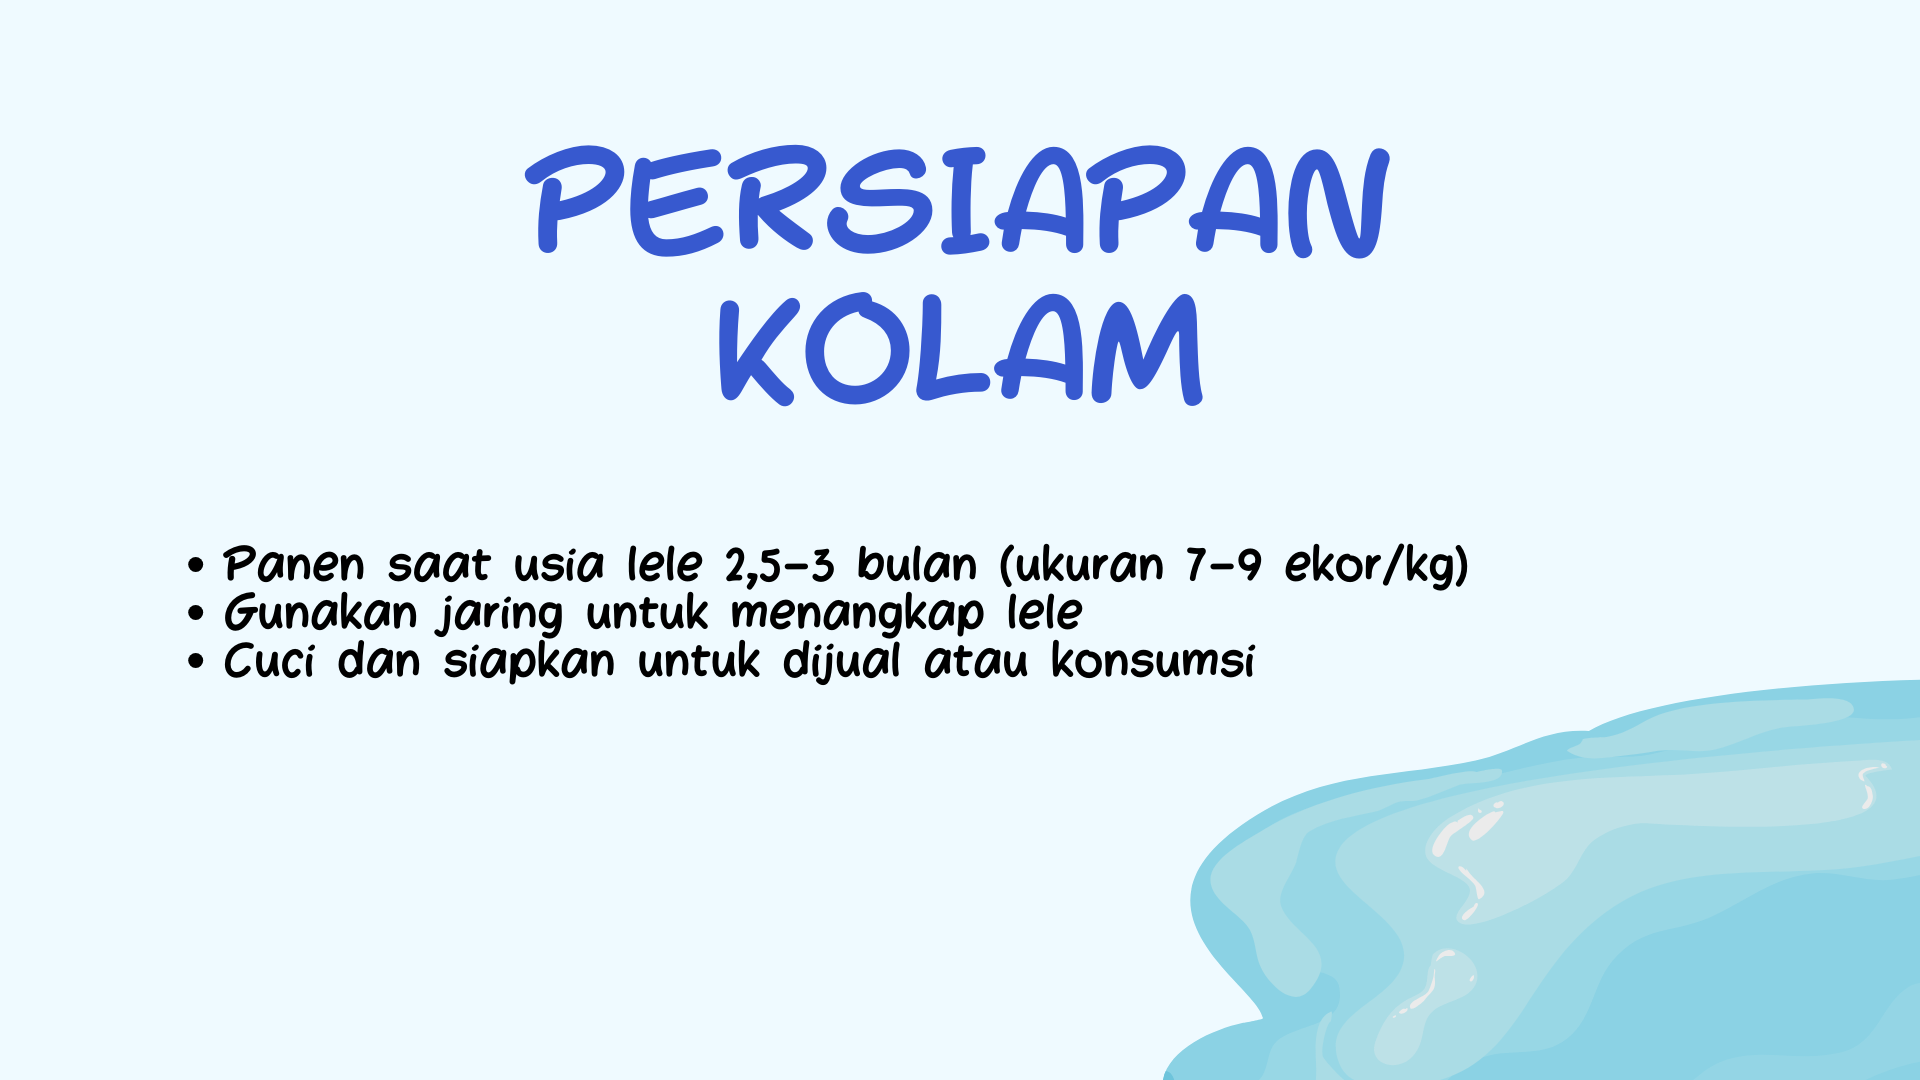 PERSIAPAN
KOLAM
• Panen saat usia lele 2,5-3 bulan (ukuran 7-9 ekor/kg)
• Gunakan jaring untuk menangkap lele
• Cuci dan siapkan untuk dijual atau konsumsi